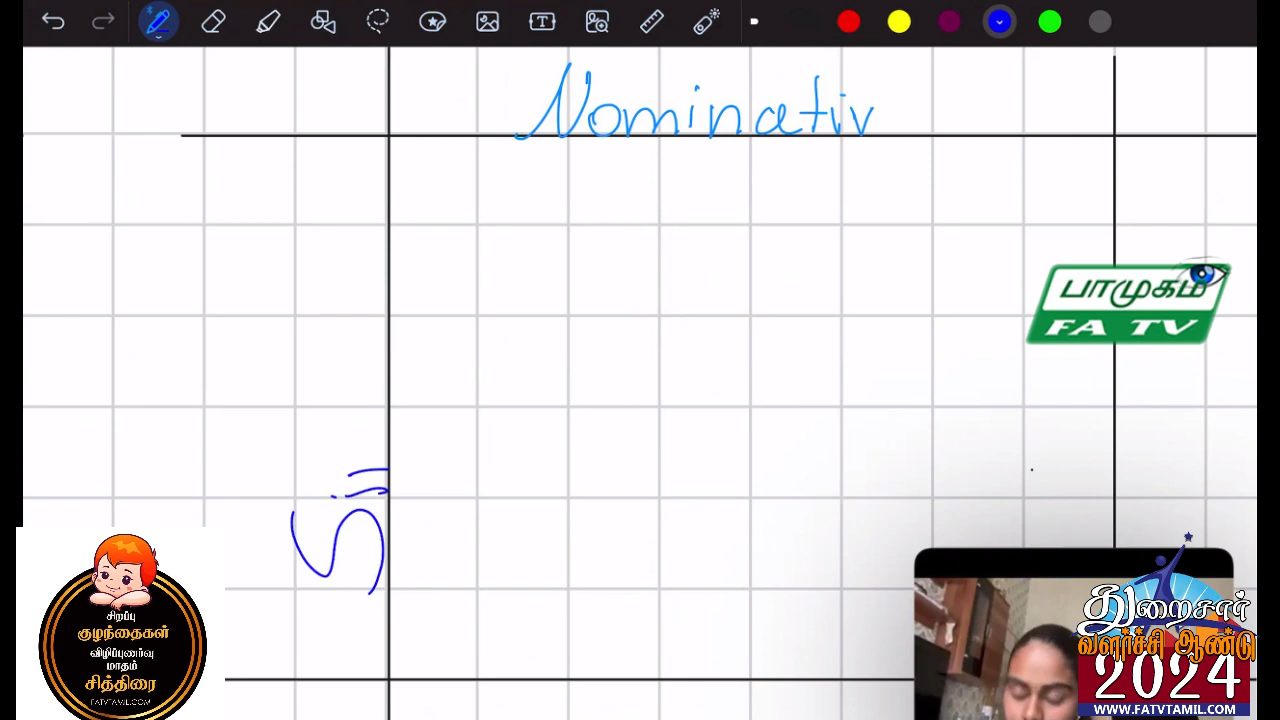 Nominativ
பாமுகம்
FA TV
சிறப்பு
குழந்தைகள்
விழிப்புணர்வு
மாதம்
சித்திரை
FATVTAMIL.COM
துறைசார்
வளர்ச்சி ஆண்டு
2024
WWW.FATVTAMIL.COM